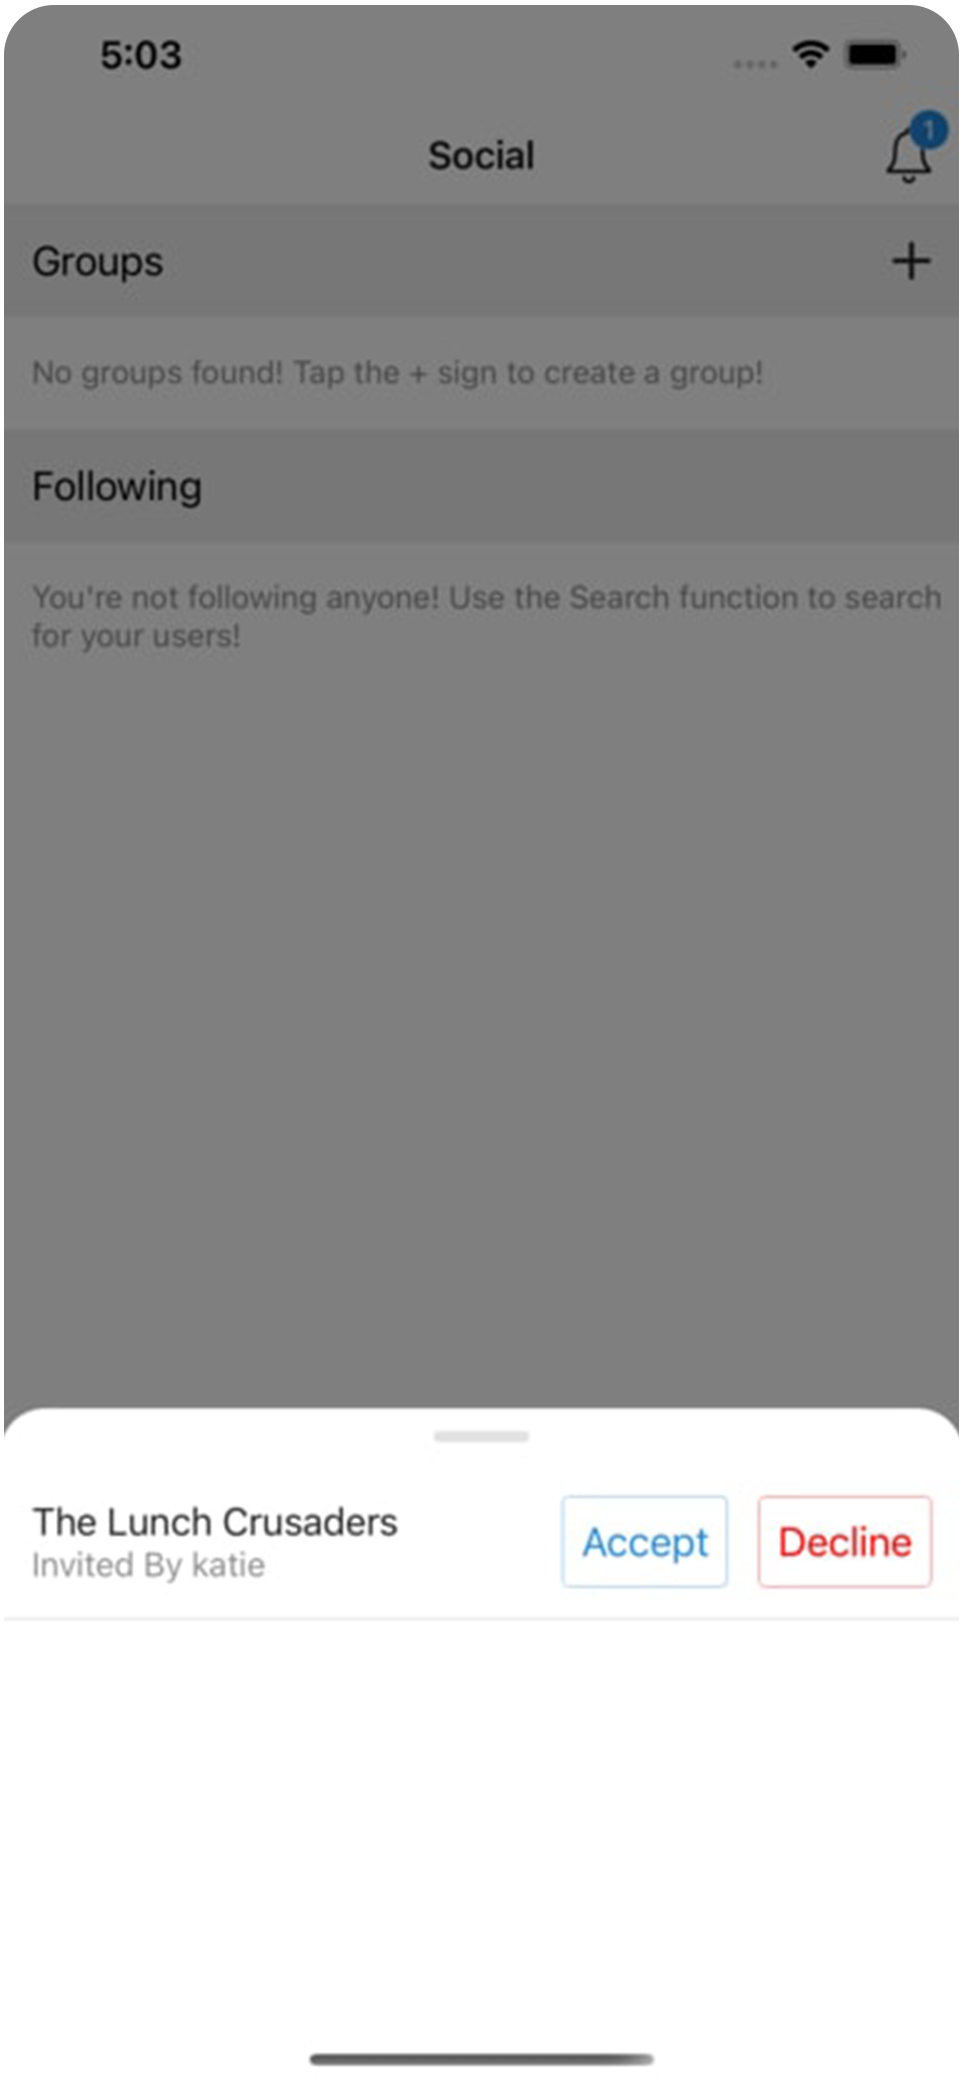 5:03
Social
1
Groups
+
No groups found! Tap the + sign to create a group!
Following
You're not following anyone! Use the Search function to search
for your users!
The Lunch Crusaders
Invited By katie
Accept
Decline